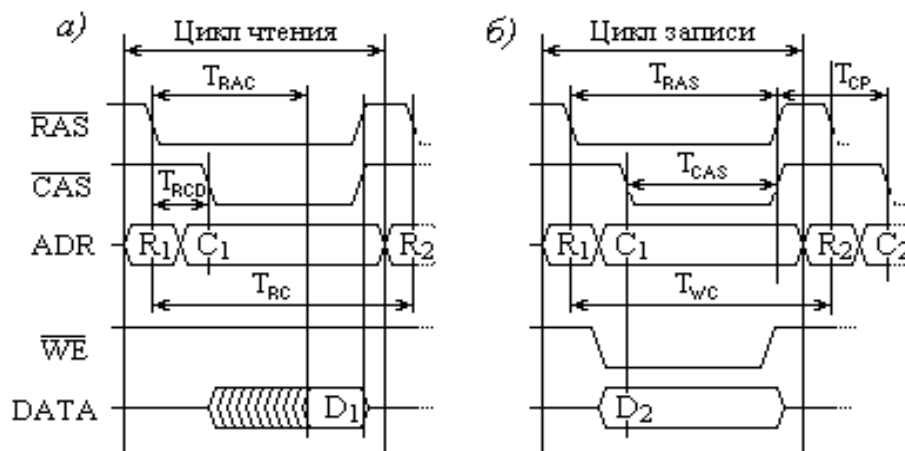 а) Цикл чтения б) Цикл записи
T_RAC T_RAS T_CP
RAS
CAS T_RCD T_CAS
ADR R₁ C₁ R₂ R₁ C₁ R₂ C₂
T_RC T_WC
WE
DATA D₁ D₂